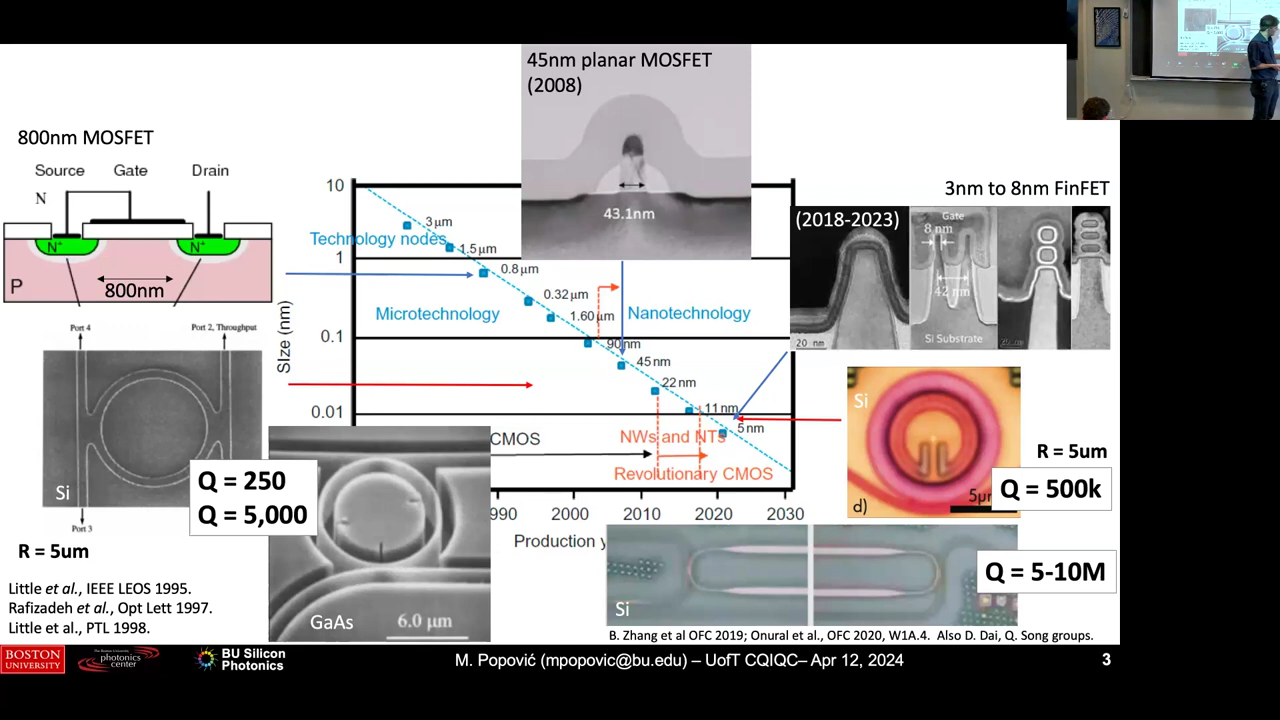 45nm planar MOSFET
(2008)
43.1nm
800nm MOSFET
Source Gate Drain
N
N⁺ N⁺
P
800nm
3nm to 8nm FinFET
(2018-2023)
Gate
8 nm
42 nm
Si Substrate
20 nm
SIze (nm)
10
1
0.1
0.01
Technology nodes
3 μm
1.5 μm
0.8 μm
0.32 μm
1.60 μm
90 nm
45 nm
22 nm
11 nm
5 nm
Microtechnology
Nanotechnology
CMOS
NWs and NTs
Revolutionary CMOS
990 2000 2010 2020 2030
Production y
Port 4
Port 2, Throughput
Si
Port 3
R = 5um
Q = 250
Q = 5,000
GaAs
6.0 μm
Si
d)
5μm
R = 5um
Q = 500k
Si
Q = 5-10M
Little et al., IEEE LEOS 1995.
Rafizadeh et al., Opt Lett 1997.
Little et al., PTL 1998.
B. Zhang et al OFC 2019; Onural et al., OFC 2020, W1A.4. Also D. Dai, Q. Song groups.
BOSTON
UNIVERSITY
The Boston University
photonics
center
BU Silicon
Photonics
M. Popović (mpopovic@bu.edu) – UofT CQIQC– Apr 12, 2024
3